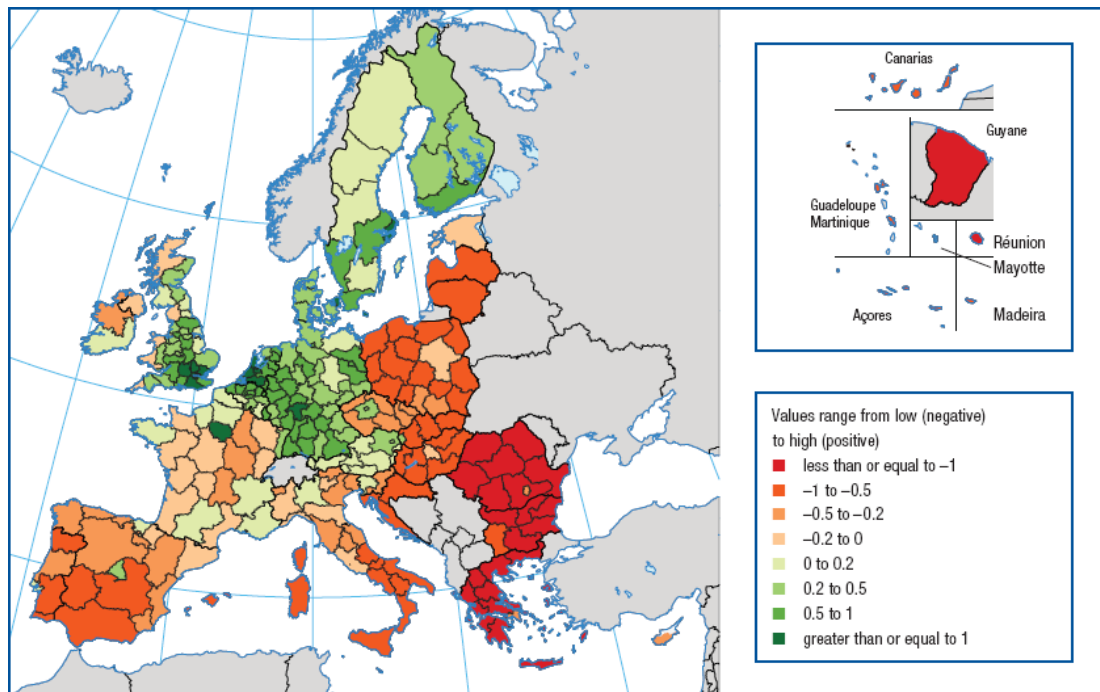 Canarias
Guyane
Guadeloupe
Martinique
Réunion
Mayotte
Açores
Madeira
Values range from low (negative)
to high (positive)
less than or equal to –1
–1 to –0.5
–0.5 to –0.2
–0.2 to 0
0 to 0.2
0.2 to 0.5
0.5 to 1
greater than or equal to 1